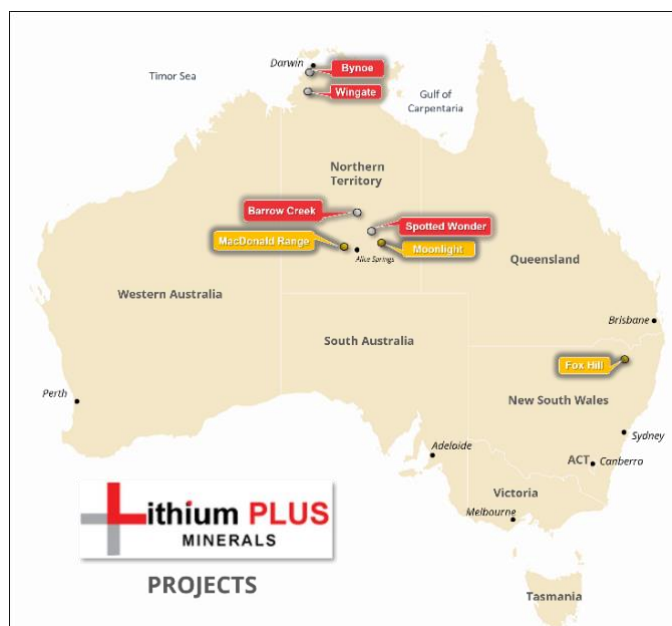 Darwin
Bynoe
Timor Sea
Wingate
Gulf of
Carpentaria
Northern
Territory
Barrow Creek
Spotted Wonder
MacDonald Range
Moonlight
Alice Springs
Queensland
Western Australia
Brisbane
South Australia
Fox Hill
Perth
New South Wales
Sydney
Adelaide
ACT
Canberra
Victoria
Melbourne
Lithium PLUS
MINERALS
PROJECTS
Tasmania